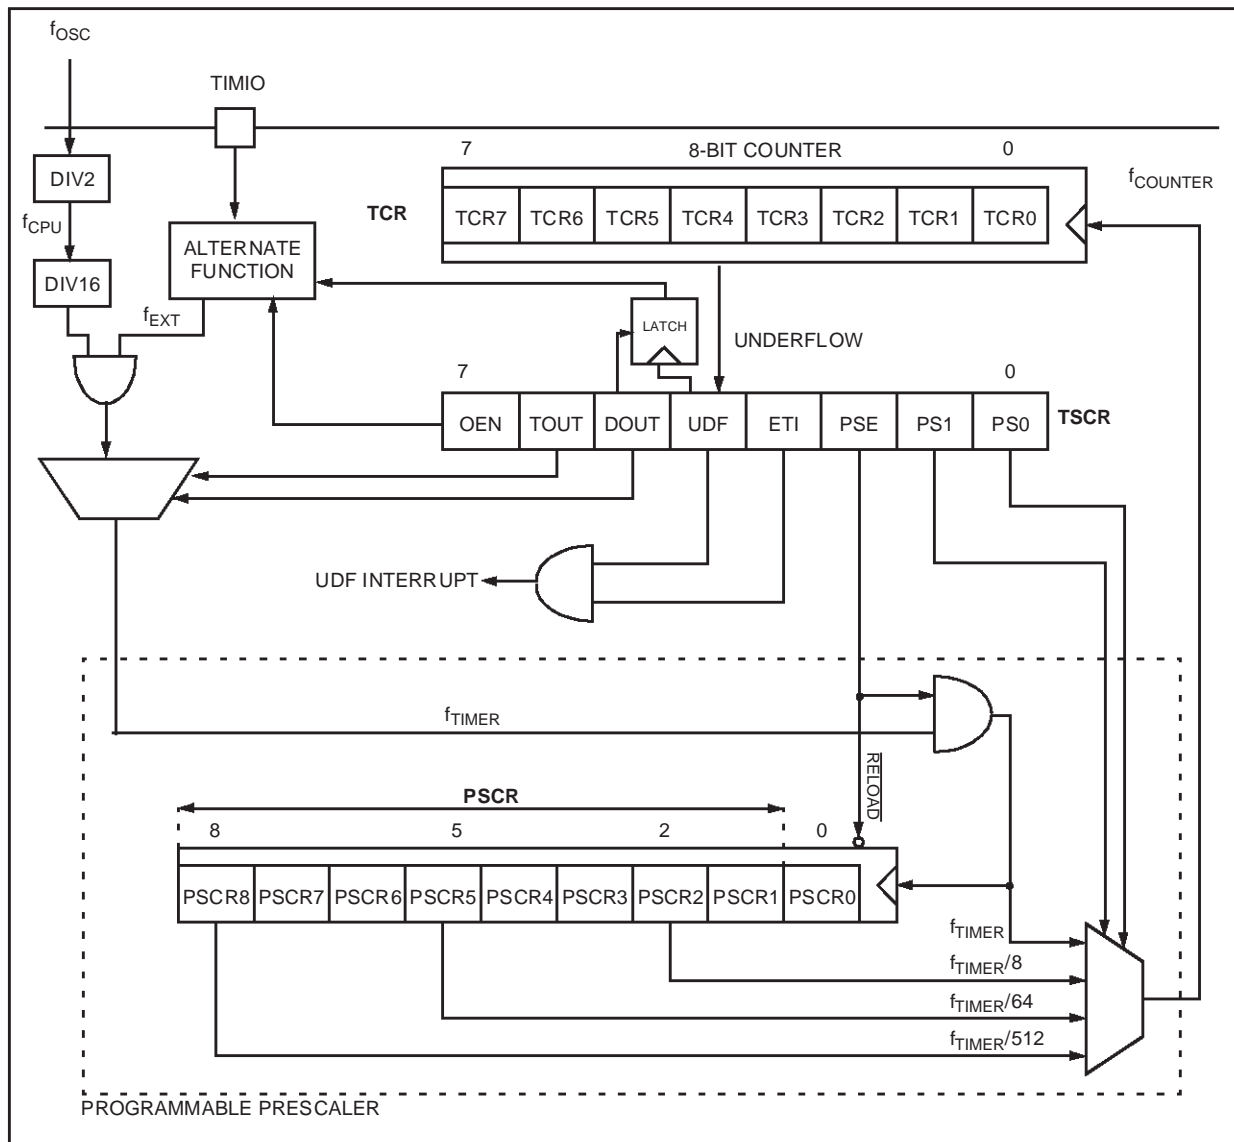 fOSC
TIMIO
7 8-BIT COUNTER 0
DIV2
fCOUNTER
TCR
TCR7 TCR6 TCR5 TCR4 TCR3 TCR2 TCR1 TCR0
fCPU
ALTERNATE
FUNCTION
DIV16
fEXT
LATCH
UNDERFLOW
7 0
OEN TOUT DOUT UDF ETI PSE PS1 PS0
TSCR
UDF INTERRUPT
fTIMER
RELOAD
PSCR
8 5 2 0
PSCR8 PSCR7 PSCR6 PSCR5 PSCR4 PSCR3 PSCR2 PSCR1 PSCR0
fTIMER
fTIMER/8
fTIMER/64
fTIMER/512
PROGRAMMABLE PRESCALER